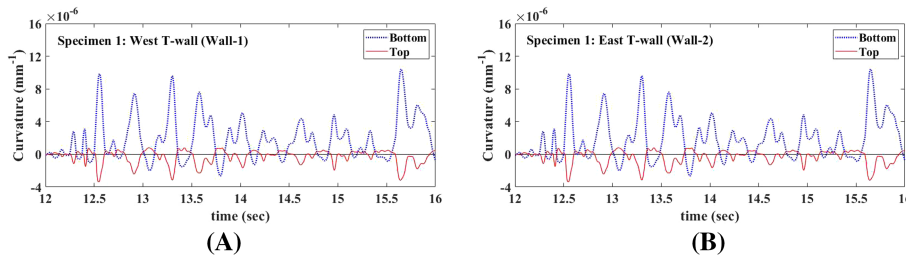 ×10⁻⁶
16
12
8
4
0
-4
Curvature (mm⁻¹)
Specimen 1: West T-wall (Wall-1)
Bottom
Top
12 12.5 13 13.5 14 14.5 15 15.5 16
time (sec)
(A)
×10⁻⁶
16
12
8
4
0
-4
Curvature (mm⁻¹)
Specimen 1: East T-wall (Wall-2)
Bottom
Top
12 12.5 13 13.5 14 14.5 15 15.5 16
time (sec)
(B)